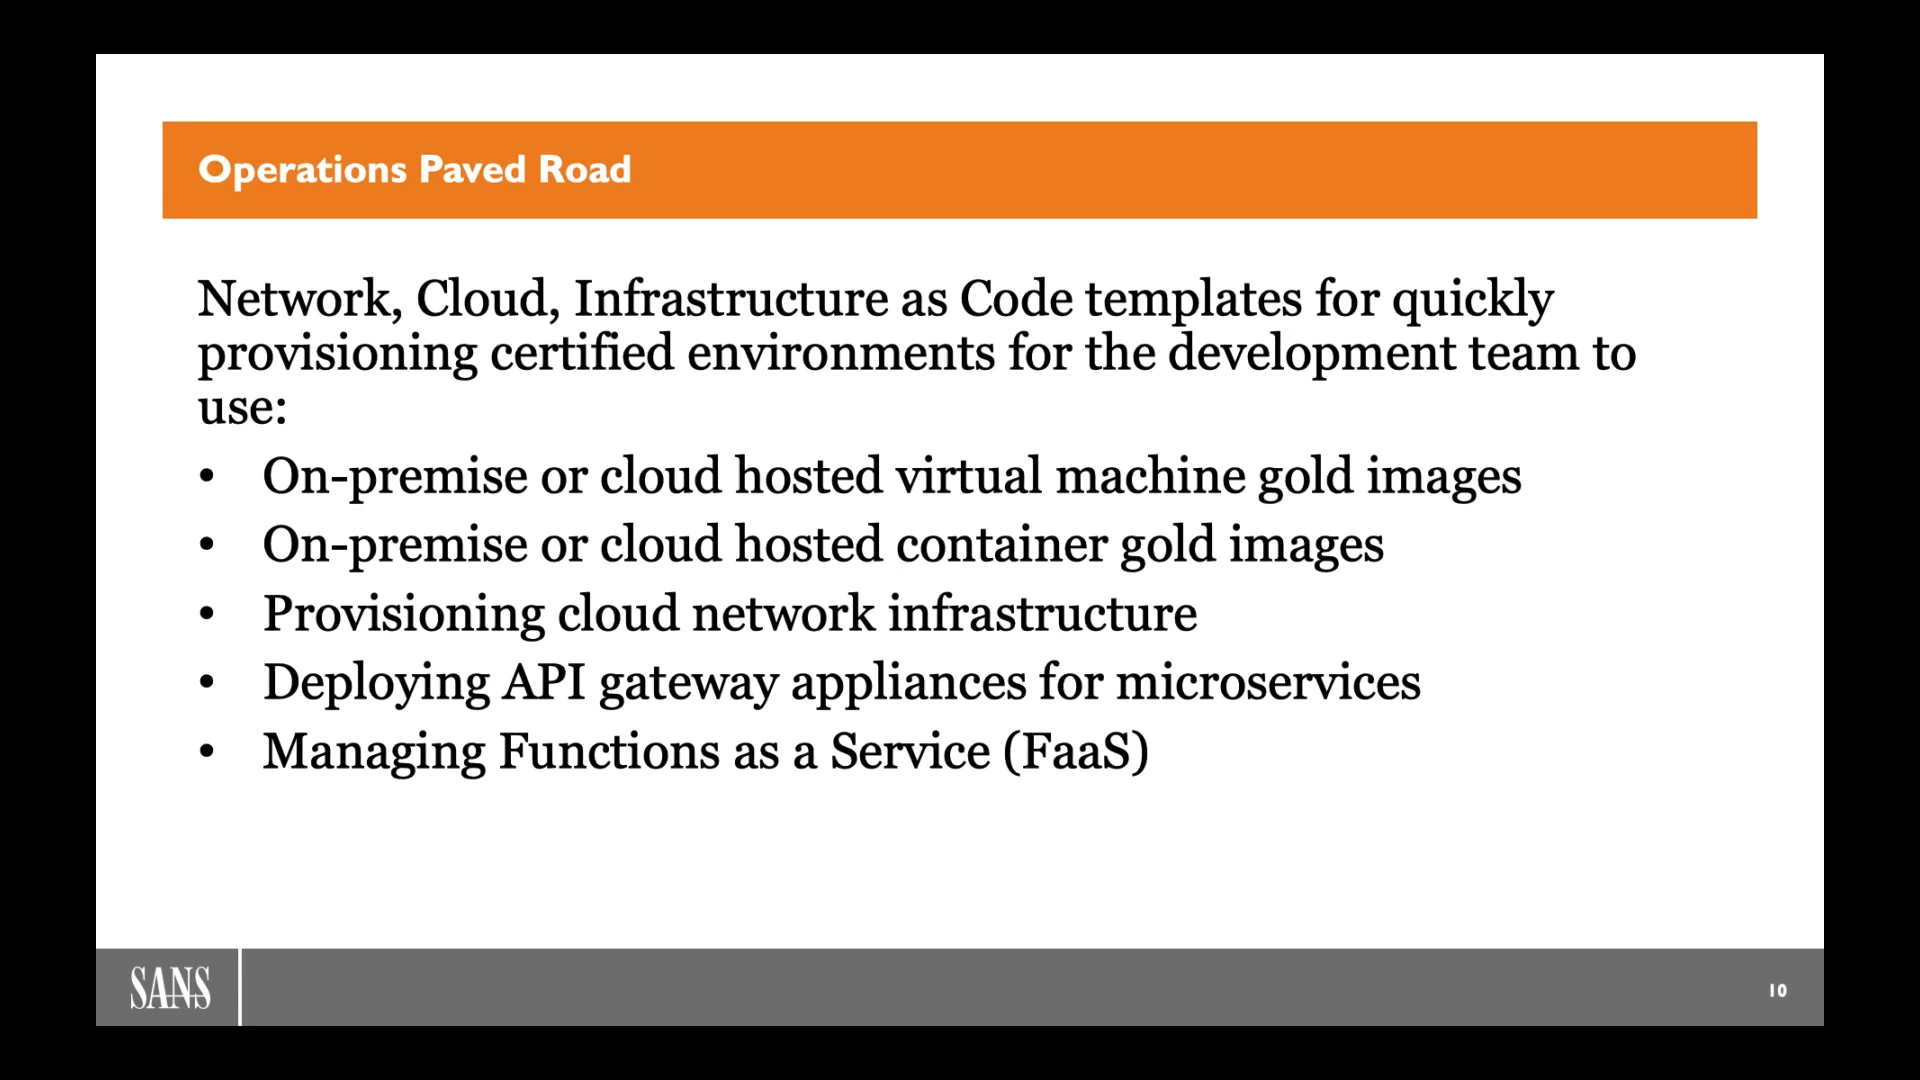 Operations Paved Road
Network, Cloud, Infrastructure as Code templates for quickly
provisioning certified environments for the development team to
use:
• On-premise or cloud hosted virtual machine gold images
• On-premise or cloud hosted container gold images
• Provisioning cloud network infrastructure
• Deploying API gateway appliances for microservices
• Managing Functions as a Service (FaaS)
SANS
10